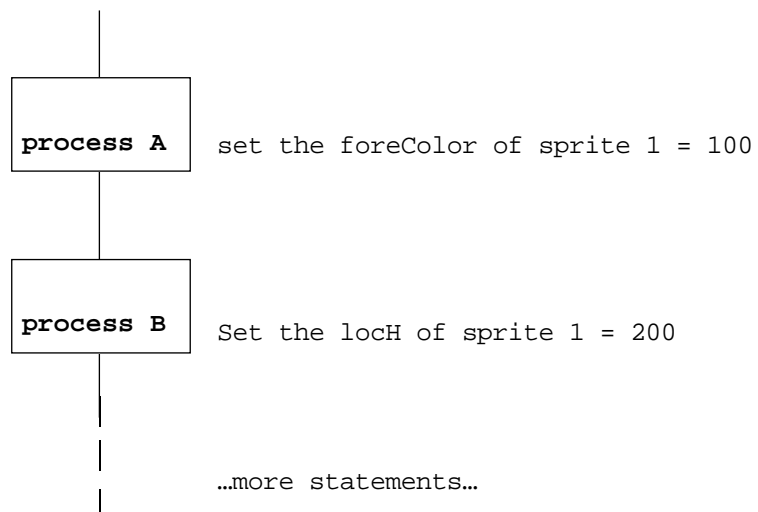 process A set the foreColor of sprite 1 = 100
process B Set the locH of sprite 1 = 200
…more statements…